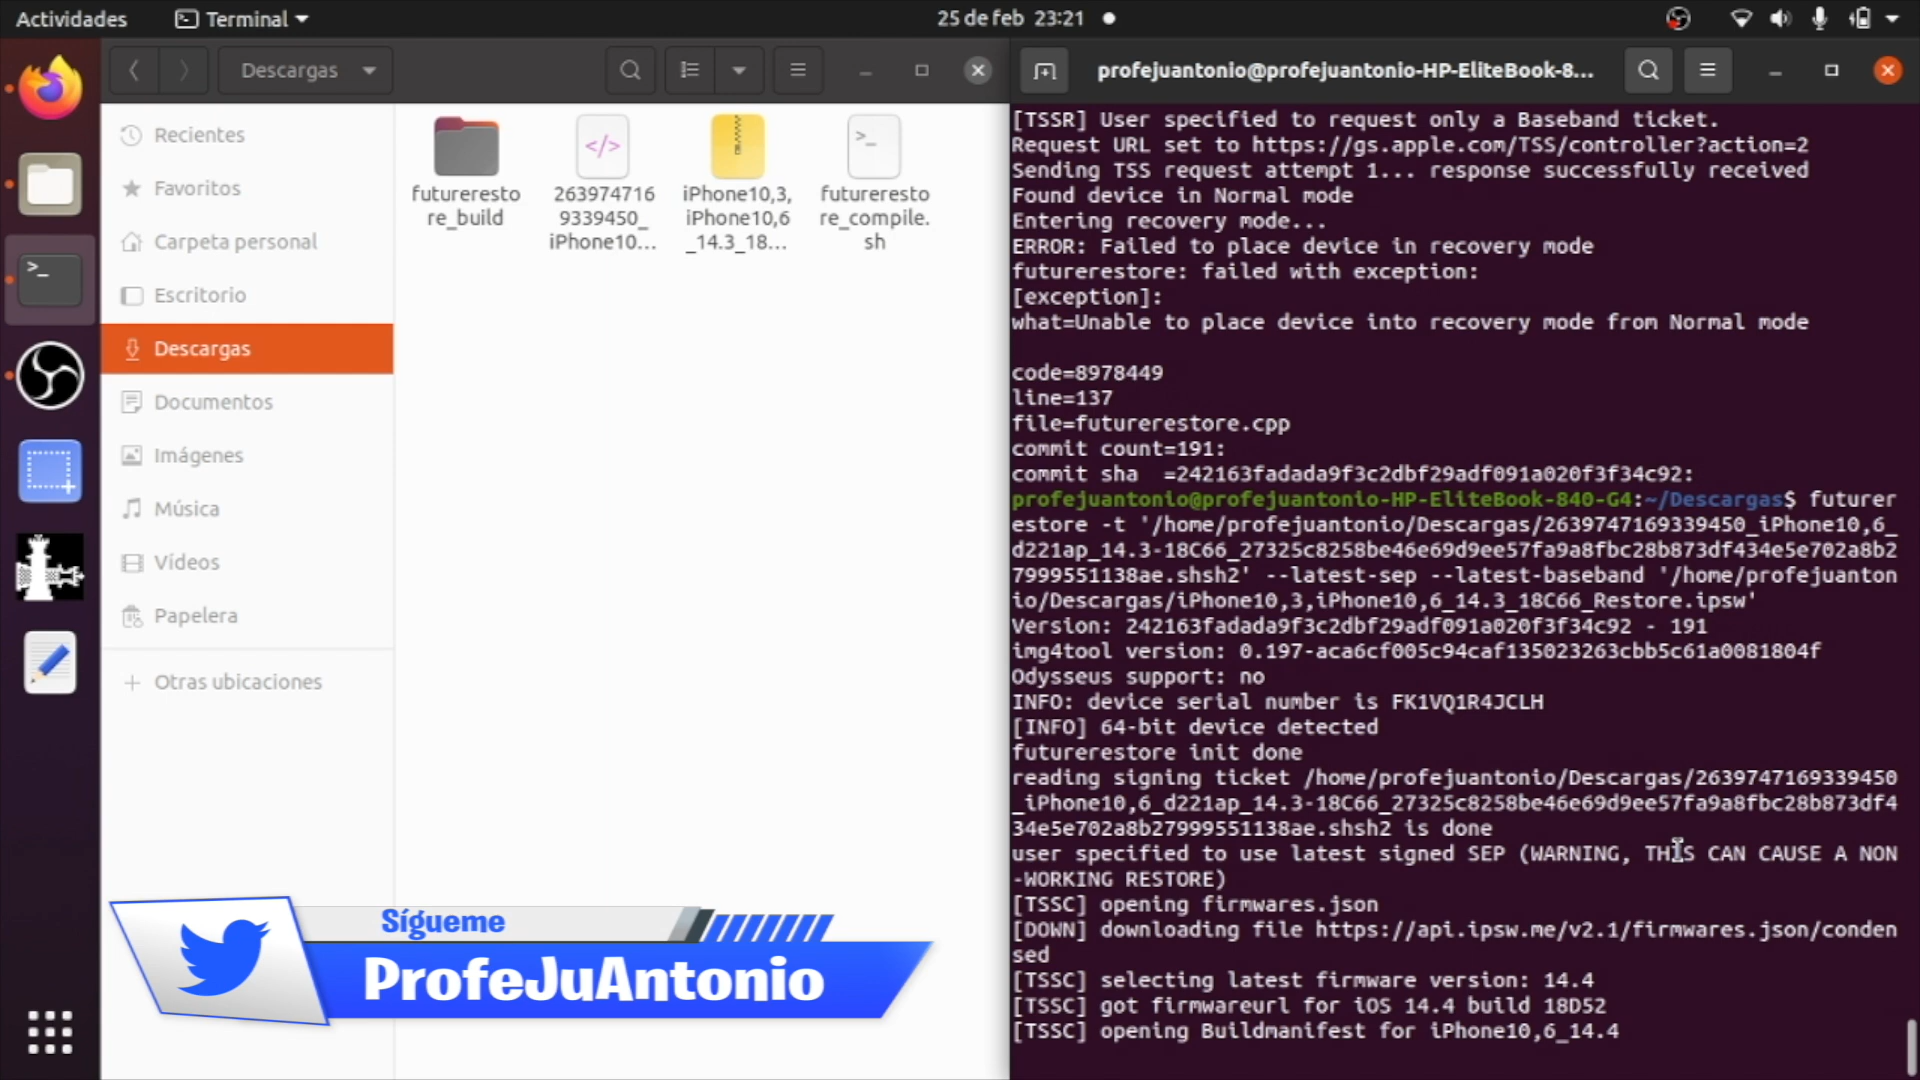 Actividades
Terminal
25 de feb 23:21
Descargas
profejuantonio@profejuantonio-HP-EliteBook-8...
Recientes
Favoritos
Carpeta personal
Escritorio
Descargas
Documentos
Imágenes
Música
Vídeos
Papelera
+ Otras ubicaciones
futuresto
re_build
263974716
9339450_
iPhone10...
iPhone10,3,
iPhone10,6
_14.3_18...
futureresto
re_compile.
sh
[TSSR] User specified to request only a Baseband ticket.
Request URL set to https://gs.apple.com/TSS/controller?action=2
Sending TSS request attempt 1... response successfully received
Found device in Normal mode
Entering recovery mode...
ERROR: Failed to place device in recovery mode
futurerestore: failed with exception:
[exception]:
what=Unable to place device into recovery mode from Normal mode
code=8978449
line=137
file=futurerestore.cpp
commit count=191:
commit sha  =242163fadada9f3c2dbf29adf091a020f3f34c92:
profejuantonio@profejuantonio-HP-EliteBook-840-G4:~/Descargas$ futurer
estore -t '/home/profejuantonio/Descargas/2639747169339450_iPhone10,6_
d221ap_14.3-18C66_27325c8258be46e69d9ee57fa9a8fbc28b873df434e5e702a8b2
7999551138ae.shsh2' --latest-sep --latest-baseband '/home/profejuanton
io/Descargas/iPhone10,3,iPhone10,6_14.3_18C66_Restore.ipsw'
Version: 242163fadada9f3c2dbf29adf091a020f3f34c92 - 191
img4tool version: 0.197-aca6cf005c94caf135023263cbb5c61a0081804f
Odysseus support: no
INFO: device serial number is FK1VQ1R4JCLH
[INFO] 64-bit device detected
futurerestore init done
reading signing ticket /home/profejuantonio/Descargas/2639747169339450
_iPhone10,6_d221ap_14.3-18C66_27325c8258be46e69d9ee57fa9a8fbc28b873df4
34e5e702a8b27999551138ae.shsh2 is done
user specified to use latest signed SEP (WARNING, THIS CAN CAUSE A NON
-WORKING RESTORE)
[TSSC] opening firmwares.json
[DOWN] downloading file https://api.ipsw.me/v2.1/firmwares.json/conden
sed
[TSSC] selecting latest firmware version: 14.4
[TSSC] got firmwareurl for iOS 14.4 build 18D52
[TSSC] opening Buildmanifest for iPhone10,6_14.4
Sígueme
ProfeJuAntonio